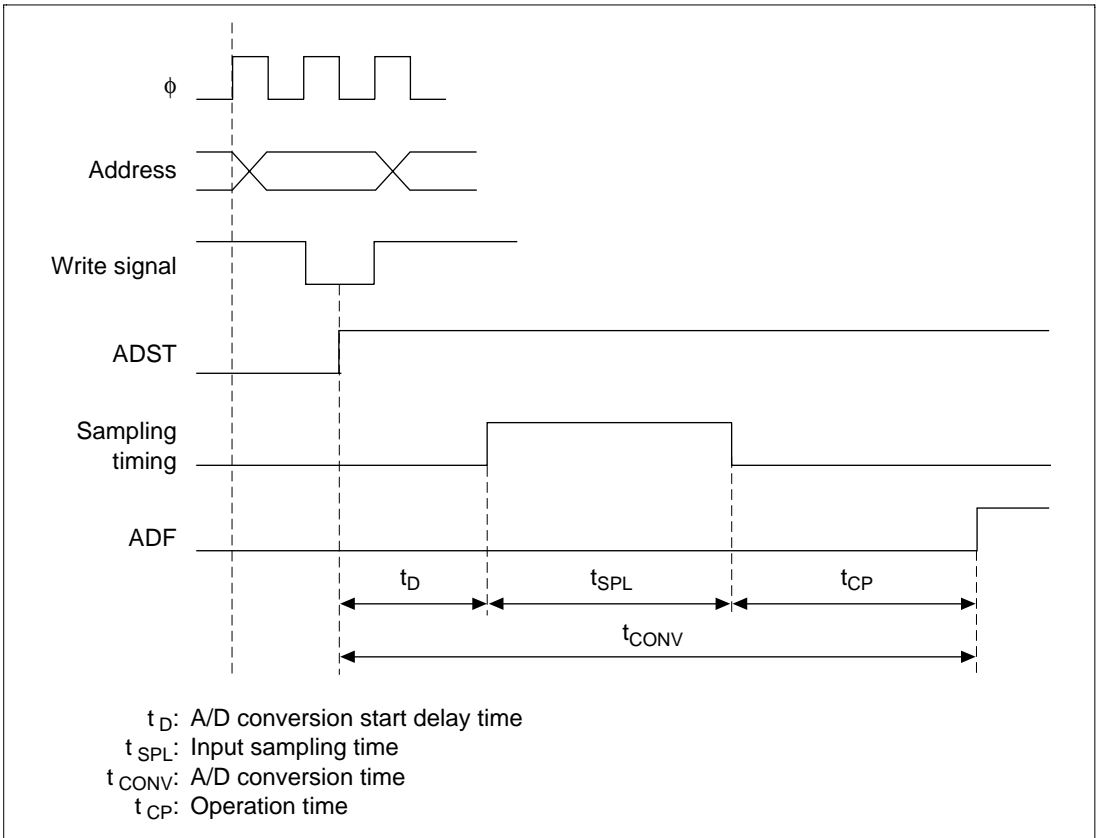 ϕ
Address
Write signal
ADST
Sampling
timing
ADF
tD
tSPL
tCP
tCONV
t D: A/D conversion start delay time
t SPL: Input sampling time
t CONV: A/D conversion time
t CP: Operation time